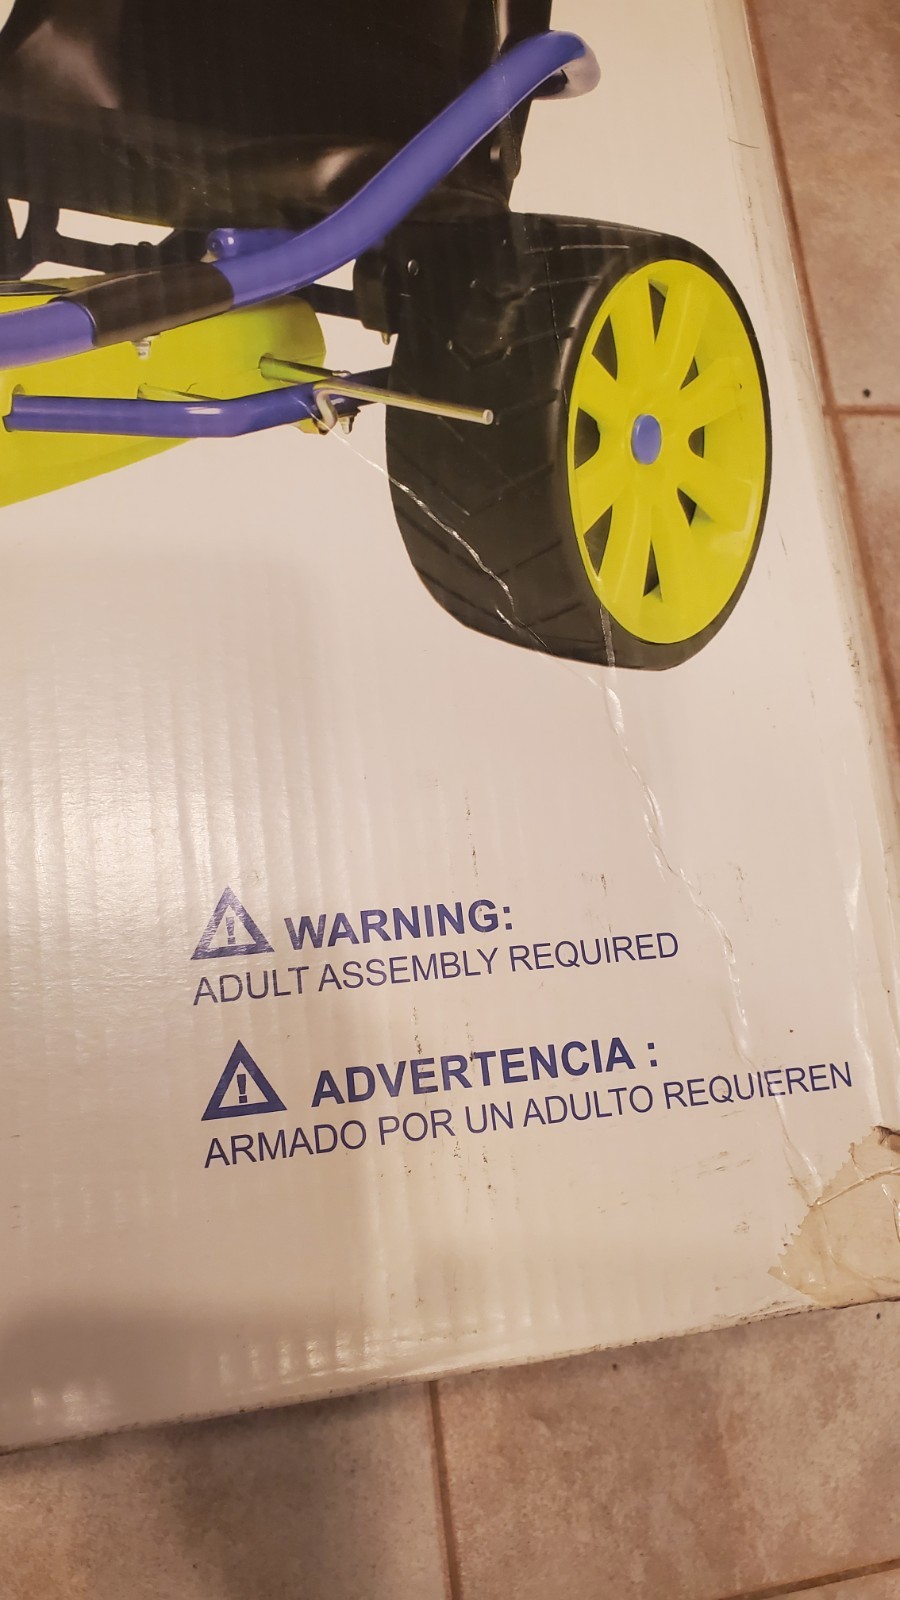 WARNING:
ADULT ASSEMBLY REQUIRED
ADVERTENCIA :
ARMADO POR UN ADULTO REQUIEREN